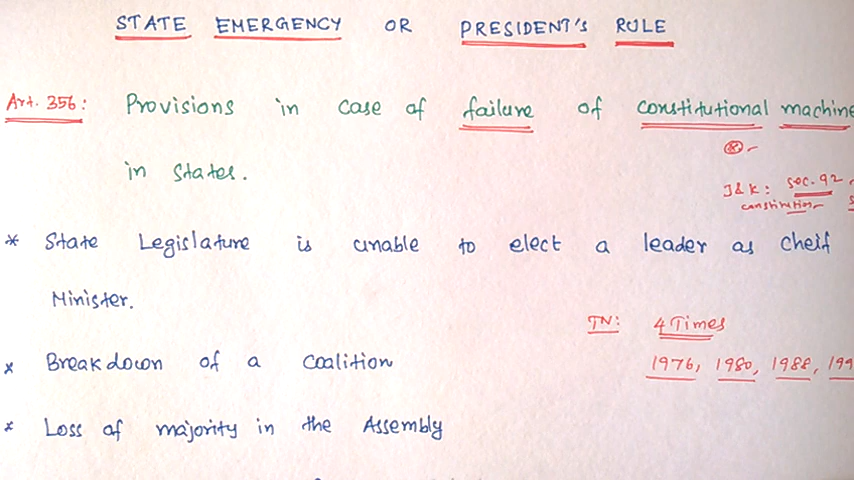 STATE EMERGENCY OR PRESIDENT'S RULE
Art. 356: Provisions in case of failure of constitutional machine
in States.
J&K: Sec. 92
constitution
* State Legislature is unable to elect a leader as cheif
Minister.
TN: 4 Times
* Breakdown of a Coalition
1976, 1980, 1988, 199
* Loss of majority in the Assembly